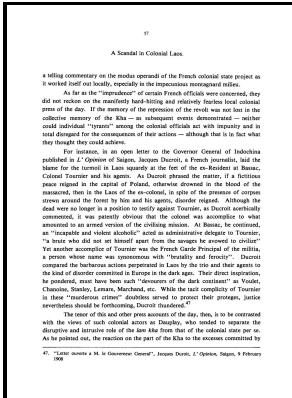 57
A Scandal in Colonial Laos.
a telling commentary on the modus operandi of the French colonial state project as
it worked itself out locally, especially in the impecunious montagnard milieu.
As far as the "imprudence" of certain French officials were concerned, they
did not reckon on the manifestly hard-hitting and relatively fearless local colonial
press of the day. If the memory of the repression of the revolt was not lost in the
collective memory of the Kha — as subsequent events demonstrated — neither
could individual "tyrants" among the colonial officials act with impunity and in
total disregard for the consequences of their actions — although that is in fact what
they thought they could achieve.
For instance, in an open letter to the Governor General of Indochina
published in L' Opinion of Saigon, Jacques Ducroit, a French journalist, laid the
blame for the turmoil in Laos squarely at the feet of the ex-Resident at Bassac,
Colonel Tournier and his agents. As Ducroit phrased the matter, if a fictitious
peace reigned in the capital of Poland, otherwise drowned in the blood of the
massacred, then in the Laos of the ex-colonel, in spite of the presence of corpses
strewn around the forest by him and his agents, disorder reigned. Although the
dead were no longer in a position to testify against Tournier, as Ducroit acerbically
commented, it was patently obvious that the colonel was accomplice to what
amounted to an armed version of the civilising mission. At Bassac, he continued,
an "incapable and violent alcoholic" acted as administrative delegate to Tournier,
"a brute who did not set himself apart from the savages he avowed to civilize"
Yet another accomplice of Tournier was the French Garde Principal of the militia,
a person whose name was synonomous with "brutality and ferocity". Ducroit
compared the barbarous actions perpetrated in Laos by the trio and their agents to
the kind of disorder committed in Europe in the dark ages. Their direct inspiration,
he pondered, must have been such "devourers of the dark continent" as Voulet,
Chanoine, Stanley, Lemare, Marchand, etc. While the tacit complicity of Tournier
in these "murderous crimes" doubless served to protect their proteges, justice
nevertheless should be forthcoming, Ducroit thundered.47
The tenor of this and other press accounts of the day, then, is to be contrasted
with the views of such colonial actors as Dauplay, who tended to separate the
disruptive and intrusive role of the kha from that of the colonial state per se.
As he pointed out, the reaction on the part of the Kha to the excesses committed by
47. "Letter ouverte a M. le Gouverneur General", Jacques Duroit, L' Opinion, Saigon, 9 February
1908